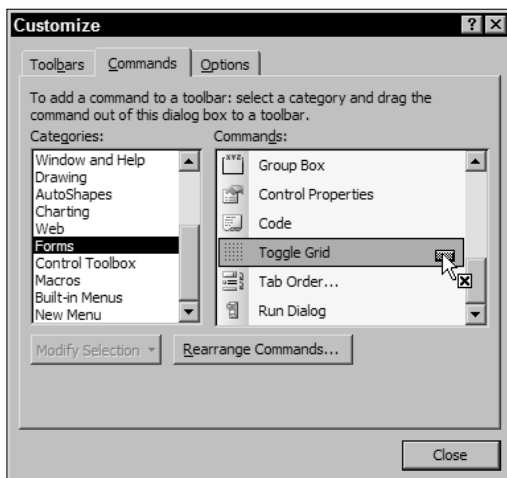 Customize
Toolbars Commands Options
To add a command to a toolbar: select a category and drag the
command out of this dialog box to a toolbar.
Categories:
Commands:
Window and Help
Drawing
AutoShapes
Charting
Web
Forms
Control Toolbox
Macros
Built-in Menus
New Menu
XYZ
Group Box
Control Properties
Code
Toggle Grid
Tab Order...
Run Dialog
Modify Selection
Rearrange Commands...
Close